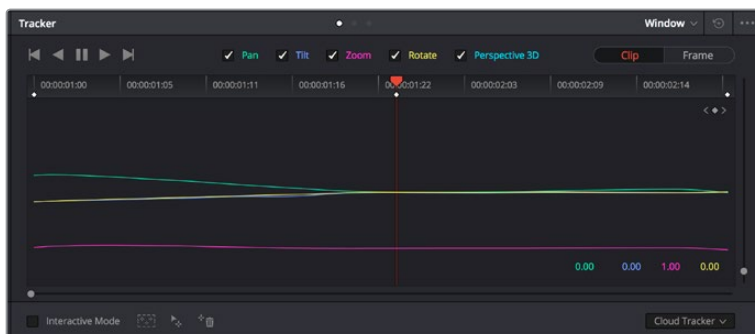 Tracker Window
Pan Tilt Zoom Rotate Perspective 3D Clip Frame
00:00:01:00 00:00:01:05 00:00:01:11 00:00:01:16 00:00:01:22 00:00:02:03 00:00:02:09 00:00:02:14
0.00 0.00 1.00 0.00
Interactive Mode Cloud Tracker